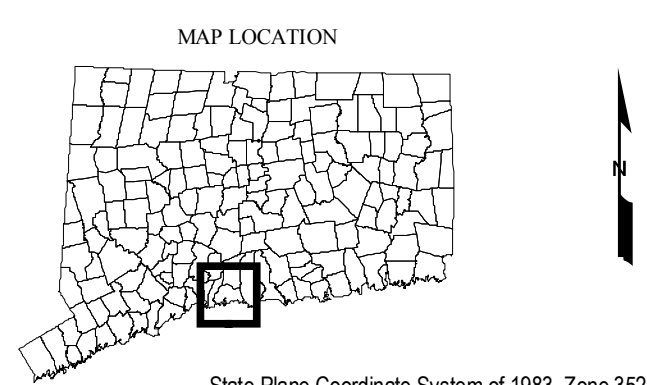 MAP LOCATION
N
State Plane Coordinate System of 1983, Zone 352